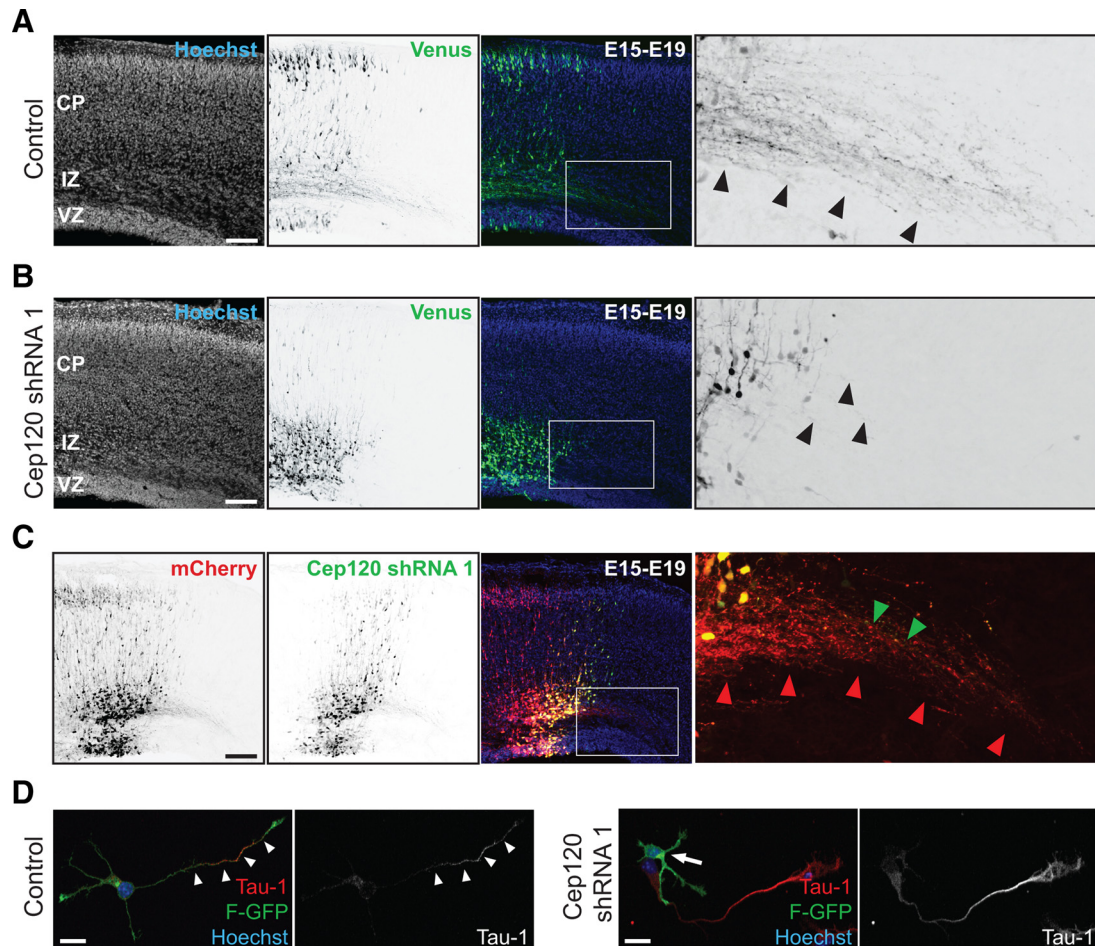 A
Control
Hoechst
CP
IZ
VZ
Venus
E15-E19
B
Cep120 shRNA 1
Hoechst
CP
IZ
VZ
Venus
E15-E19
C
mCherry
Cep120 shRNA 1
E15-E19
D
Control
Tau-1
F-GFP
Hoechst
Tau-1
Cep120
shRNA 1
Tau-1
F-GFP
Hoechst
Tau-1